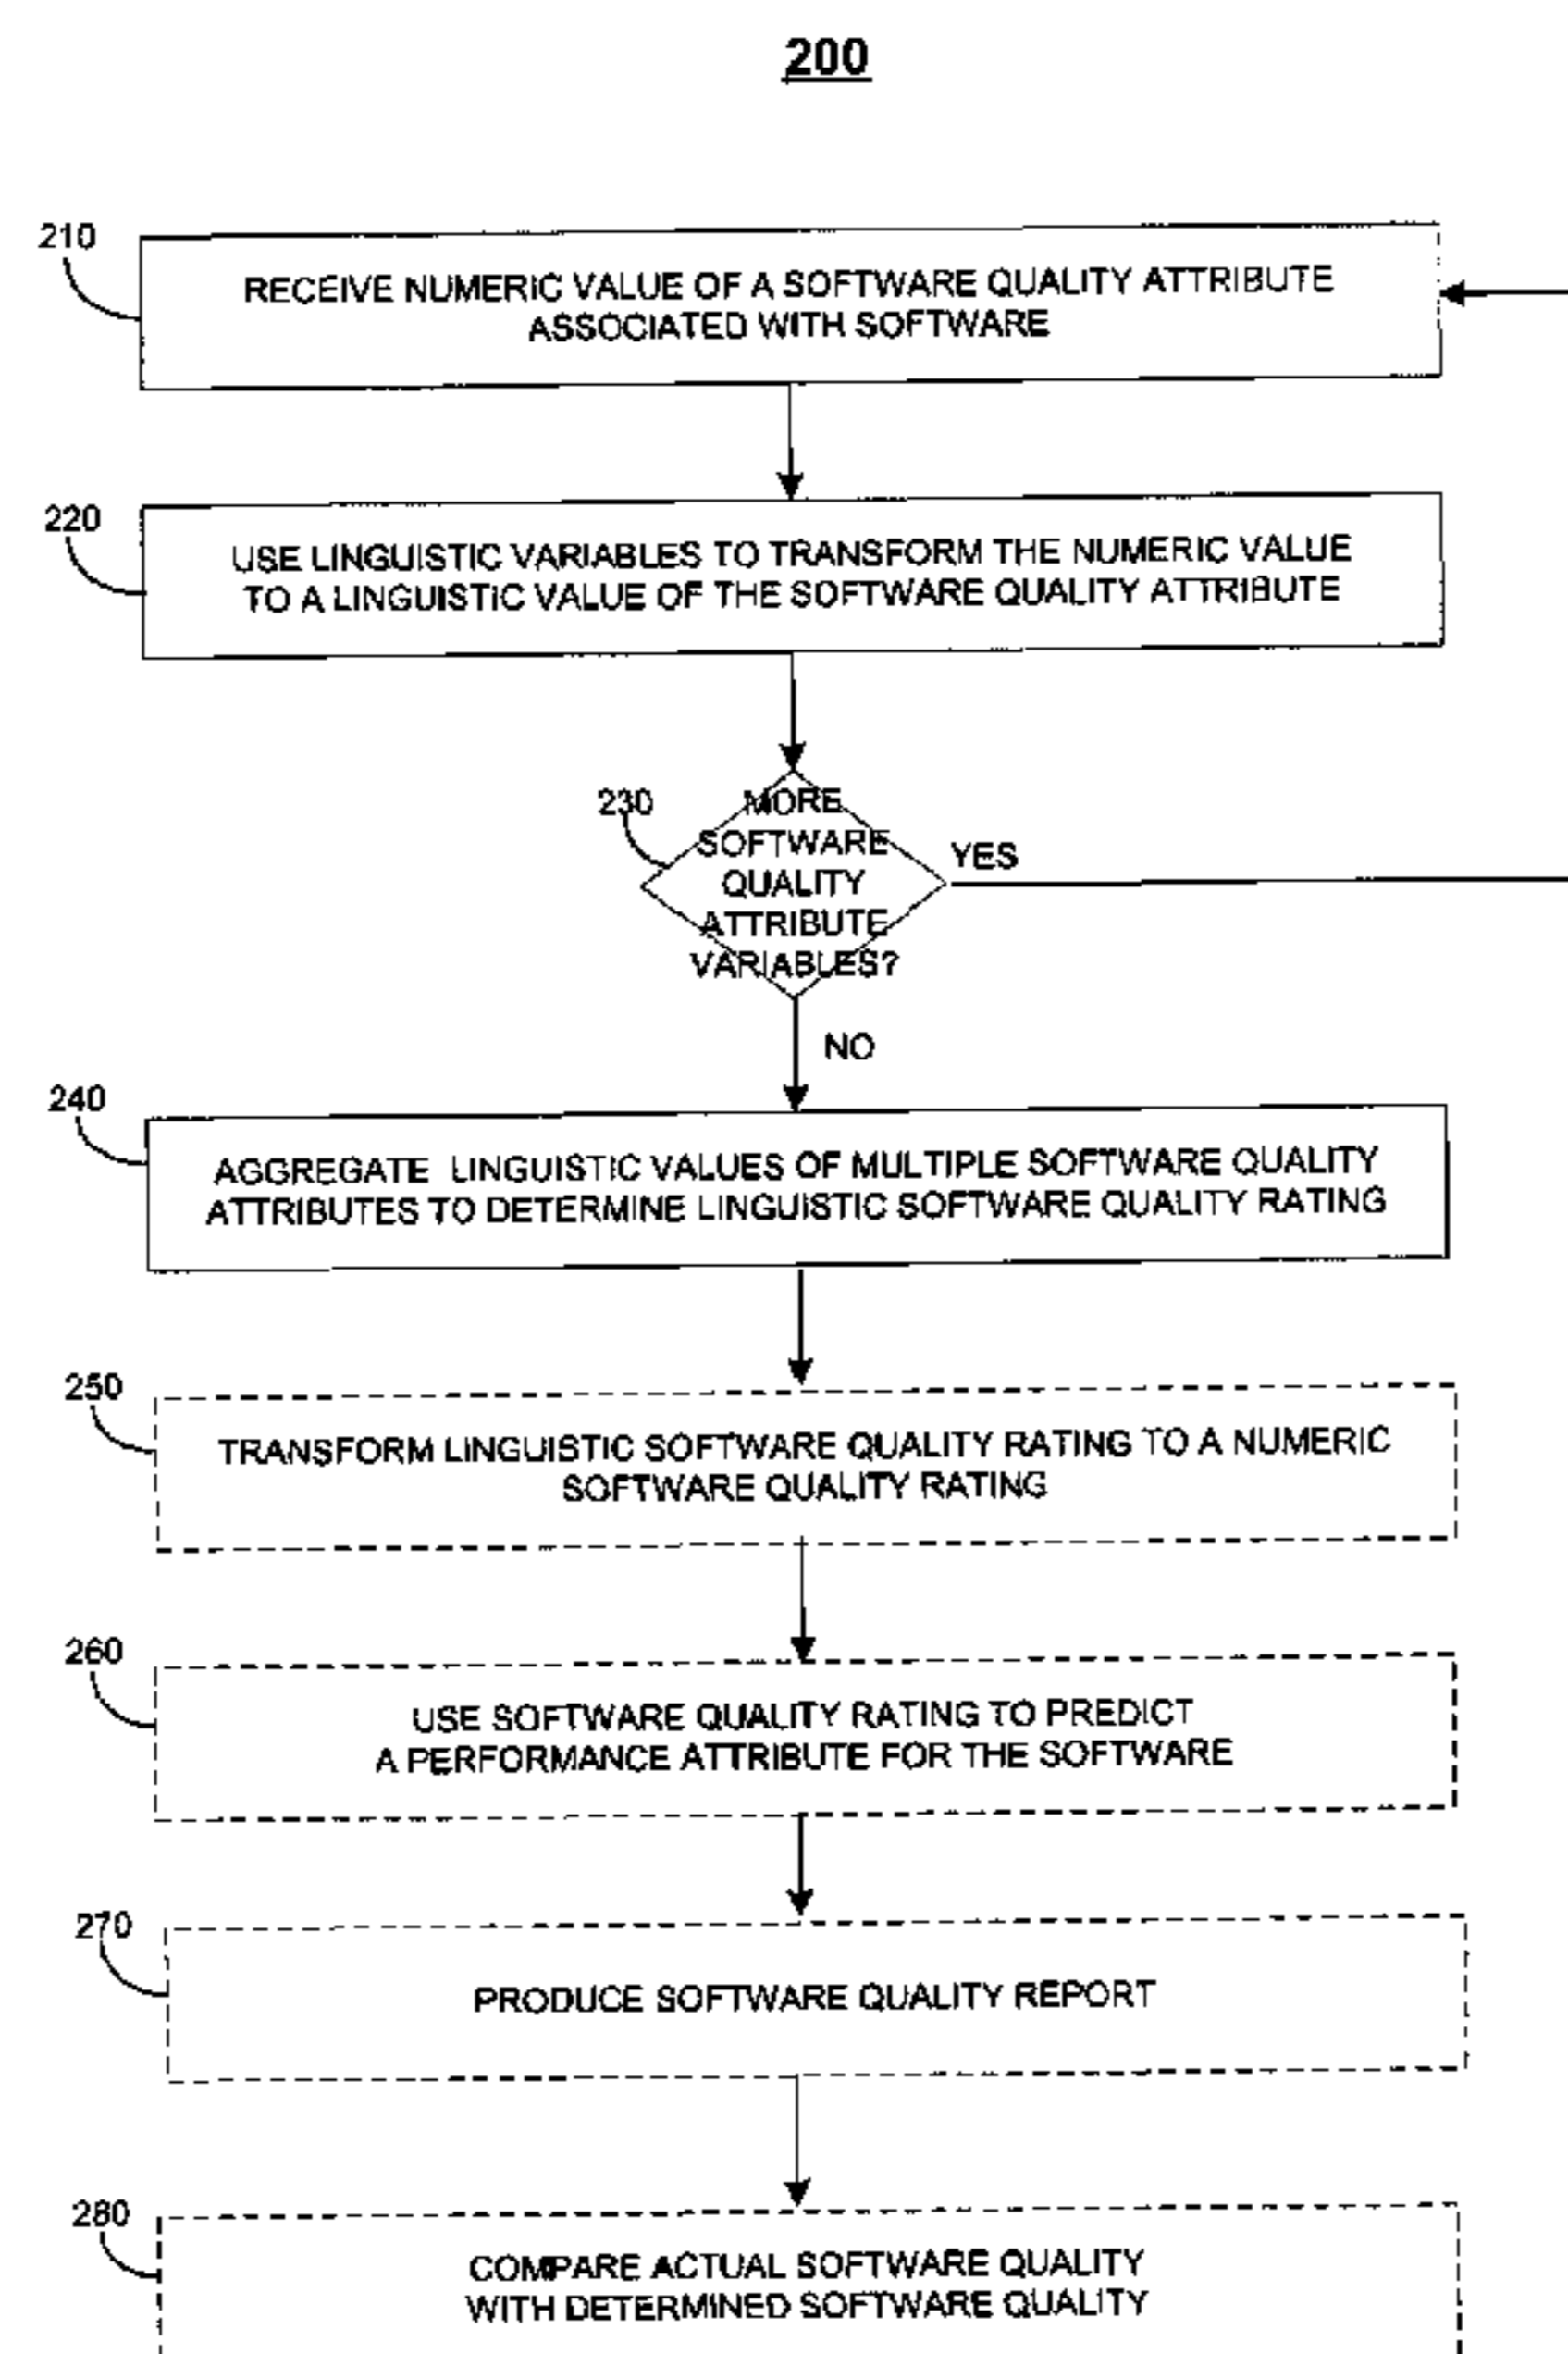 200
210
RECEIVE NUMERIC VALUE OF A SOFTWARE QUALITY ATTRIBUTE
ASSOCIATED WITH SOFTWARE
220
USE LINGUISTIC VARIABLES TO TRANSFORM THE NUMERIC VALUE
TO A LINGUISTIC VALUE OF THE SOFTWARE QUALITY ATTRIBUTE
230
MORE
SOFTWARE
QUALITY
ATTRIBUTE
VARIABLES?
YES
NO
240
AGGREGATE LINGUISTIC VALUES OF MULTIPLE SOFTWARE QUALITY
ATTRIBUTES TO DETERMINE LINGUISTIC SOFTWARE QUALITY RATING
250
TRANSFORM LINGUISTIC SOFTWARE QUALITY RATING TO A NUMERIC
SOFTWARE QUALITY RATING
260
USE SOFTWARE QUALITY RATING TO PREDICT
A PERFORMANCE ATTRIBUTE FOR THE SOFTWARE
270
PRODUCE SOFTWARE QUALITY REPORT
280
COMPARE ACTUAL SOFTWARE QUALITY
WITH DETERMINED SOFTWARE QUALITY